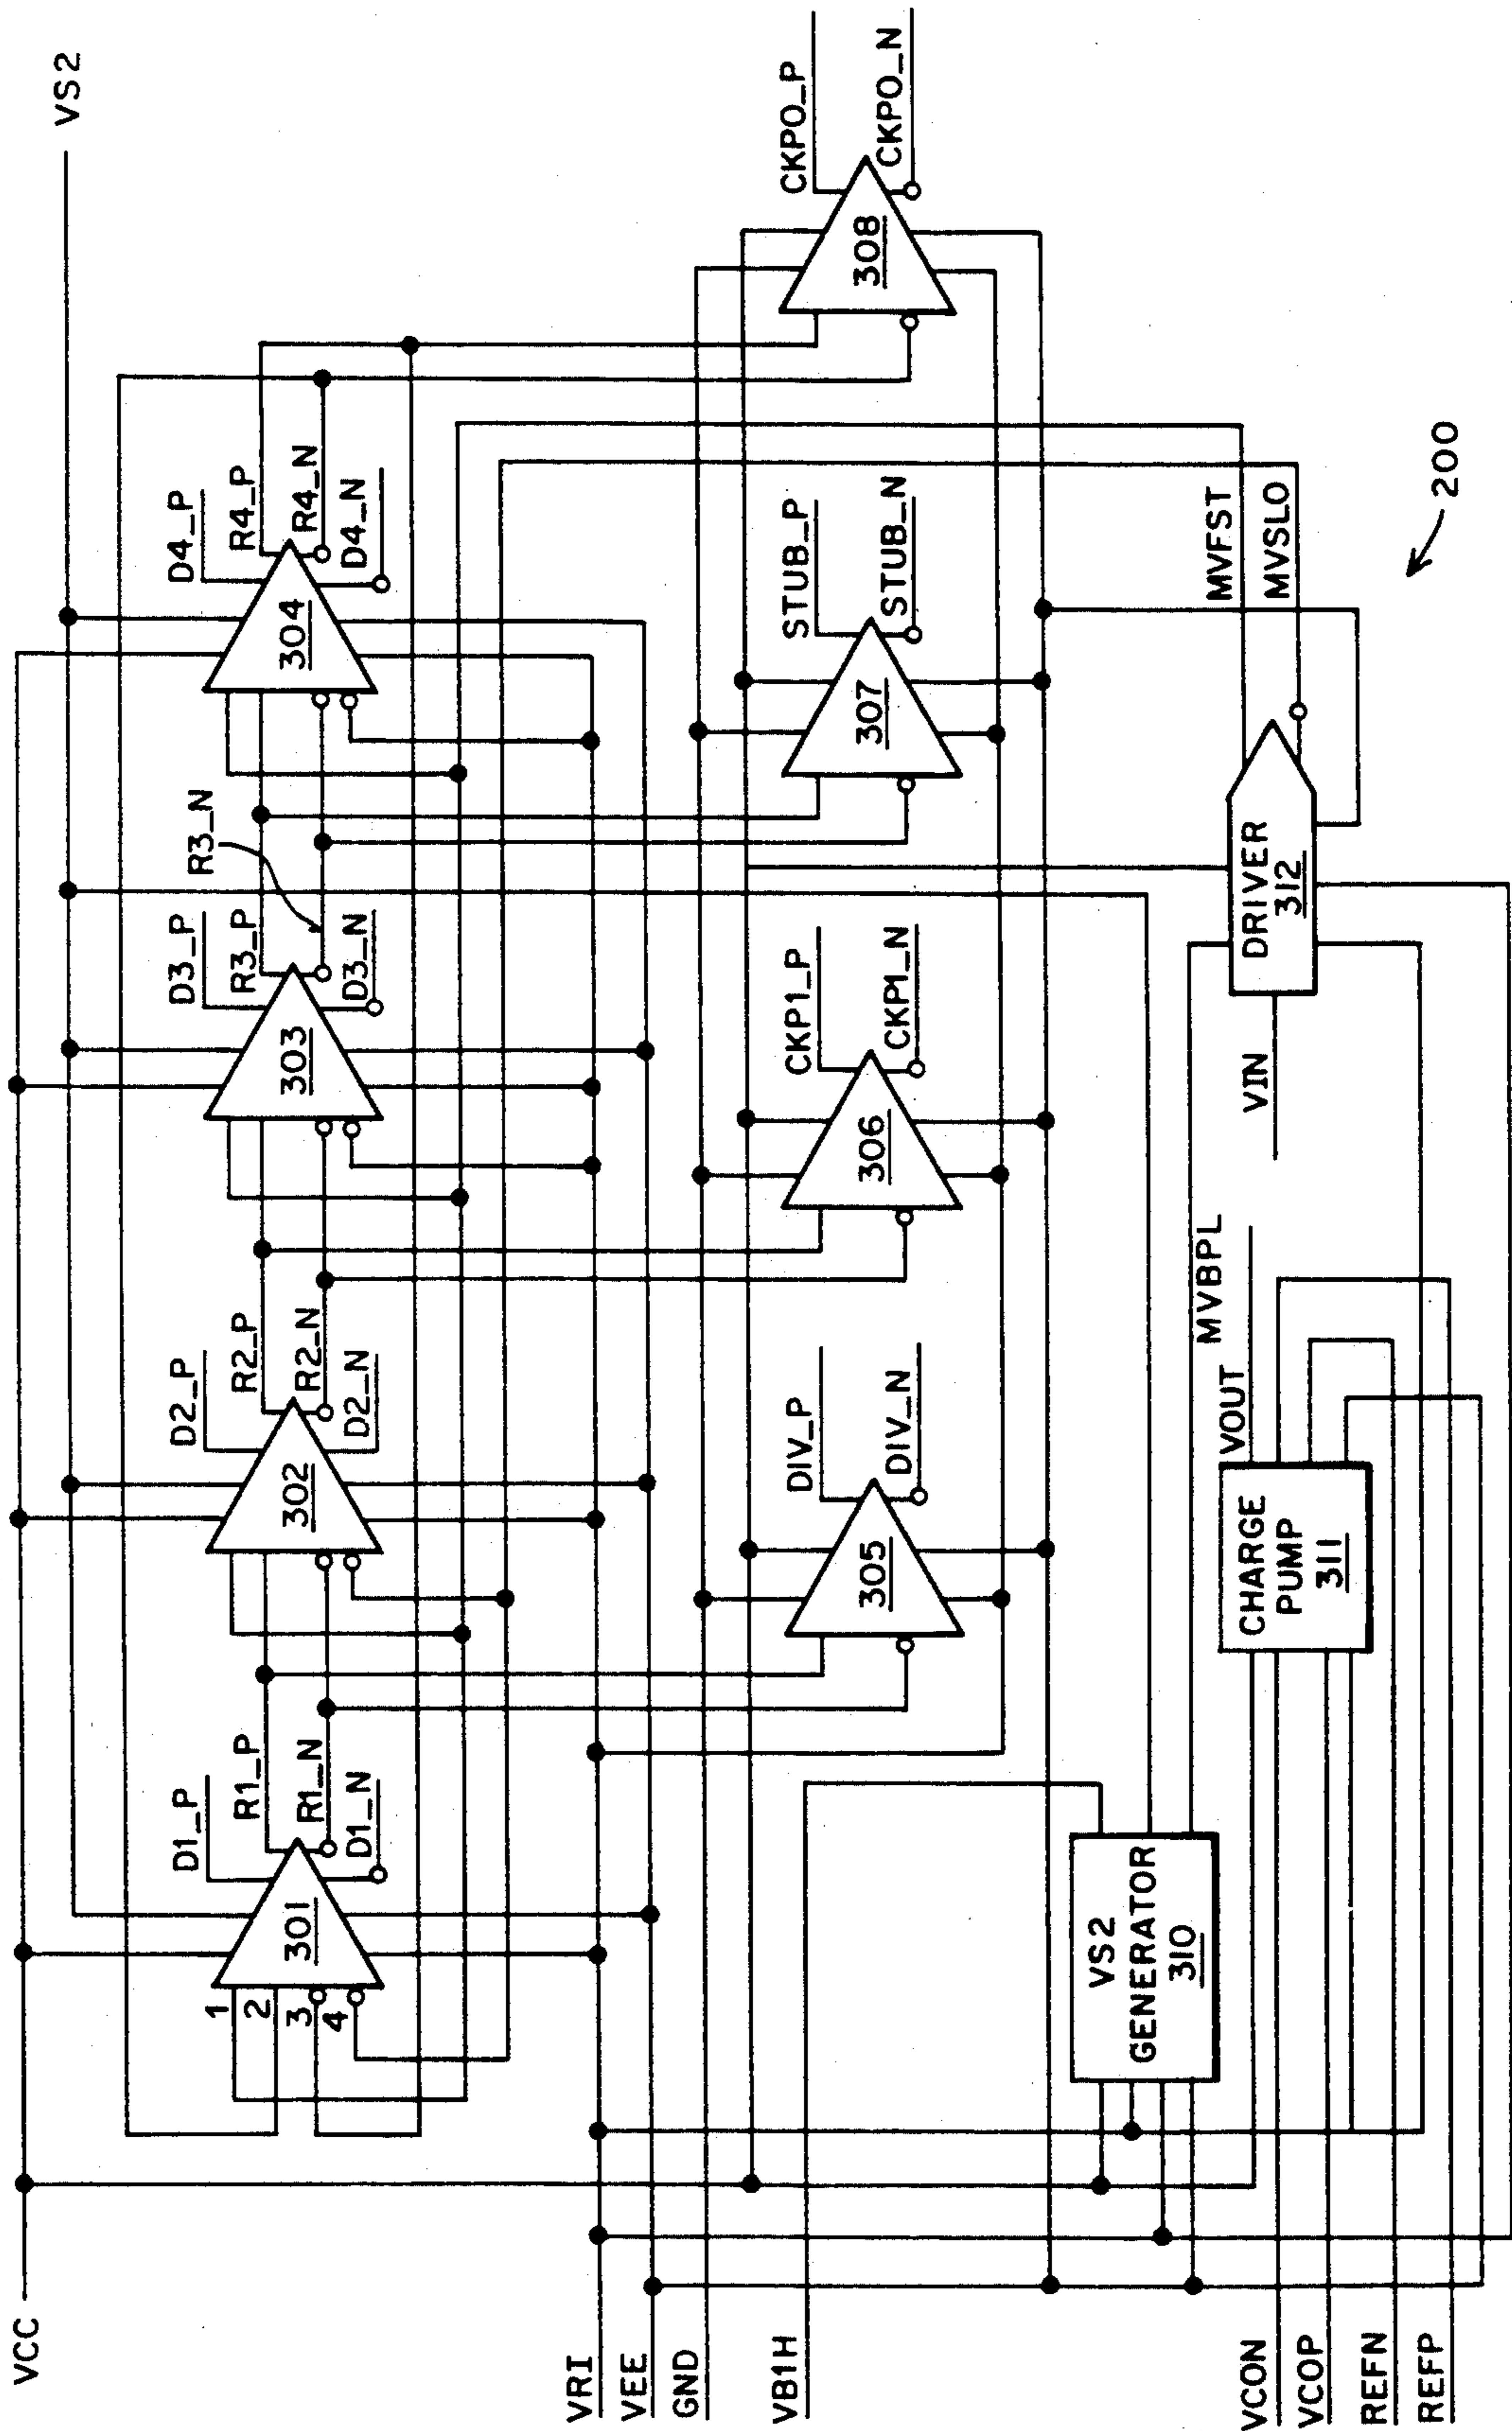 VCC
VS2
D1_P
R1_P
R1_N
D1_N
301
1
2
3
4
D2_P
R2_P
R2_N
D2_N
302
D3_P
R3_P
R3_N
D3_N
303
D4_P
R4_P
R4_N
D4_N
304
VRI
VEE
GND
VB1H
DIV_P
DIV_N
305
CKP1_P
CKP1_N
306
STUB_P
STUB_N
307
CKPO_P
CKPO_N
308
VS2
GENERATOR
310
VCON
VCOP
REFN
REFP
CHARGE
PUMP
311
VOUT
MVBPL
VIN
DRIVER
312
MVFST
MVSLO
200